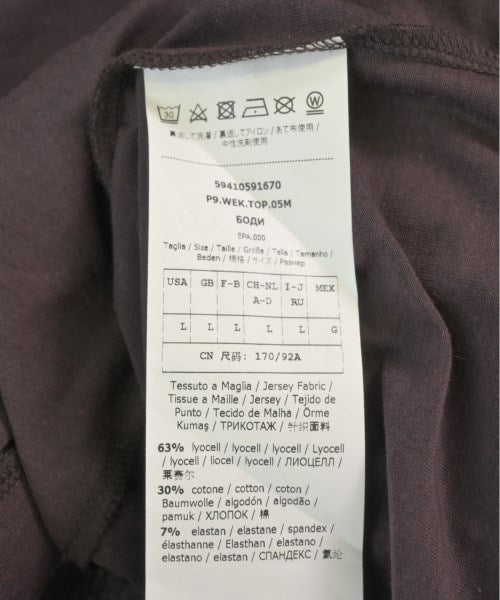 30
W
裏返して洗濯 / 裏返してアイロン / あて布使用 /
中性洗剤使用
59410591670
P9.WEK.TOP.05M
БОДИ
EPA.000
Taglia / Size / Taille / Größe / Talla / Tamanho /
Beden / 規格 / サイズ / Размер
USA GB F-B CH-NL I-J MEX
A-D RU
L L L L L G
CN 尺码: 170/92A
Tessuto a Maglia / Jersey Fabric /
Tissue a Maille / Jersey / Tejido de
Punto / Tecido de Malha / Örme
Kumaş / ТРИКОТАЖ / 针织面料
63% lyocell / lyocell / lyocell / Lyocell
/ lyocell / liocel / lyocell / ЛИОЦЕЛЛ /
莱赛尔
30% cotone / cotton / coton /
Baumwolle / algodón / algodão /
pamuk / ХЛОПОК / 棉
7% elastan / elastane / spandex /
élasthanne / Elasthan / elastano /
elastano / elastan / СПАНДЕКС / 氨纶